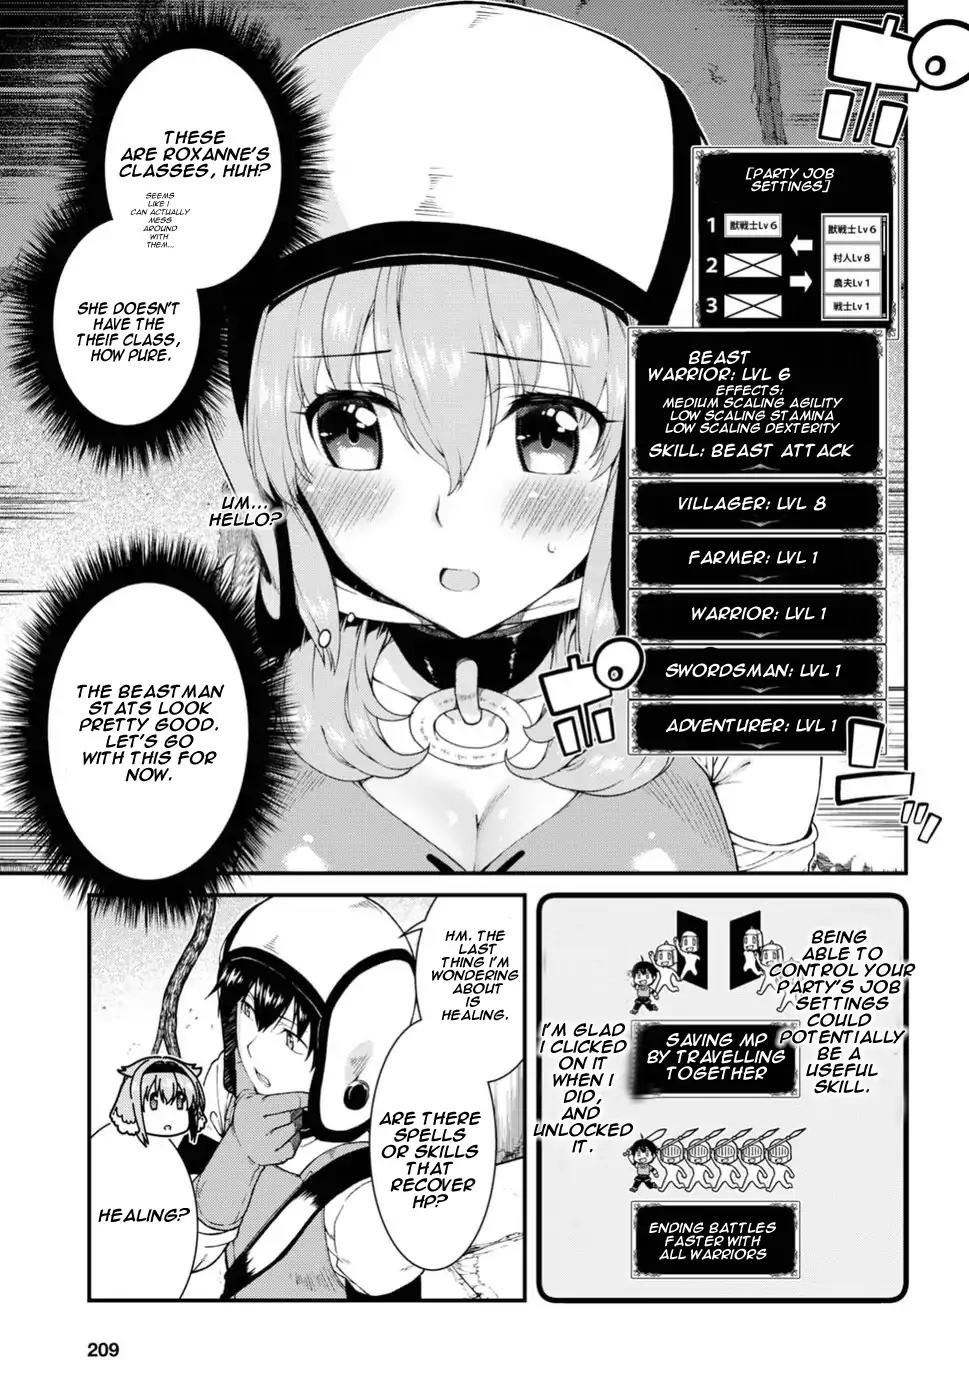 THESE
ARE ROXANNE'S
CLASSES, HUH?
SEEMS
LIKE I
CAN ACTUALLY
MESS
AROUND
WITH
THEM...
SHE DOESN'T
HAVE THE
THEIF CLASS,
HOW PURE.
[PARTY JOB
SETTINGS]
1 獣戦士Lv 6
2
3
獣戦士Lv 6
村人Lv 8
農夫Lv 1
戦士Lv 1
BEAST
WARRIOR: LVL 6
EFFECTS:
MEDIUM SCALING AGILITY
LOW SCALING STAMINA
LOW SCALING DEXTERITY
SKILL: BEAST ATTACK
VILLAGER: LVL 8
FARMER: LVL 1
WARRIOR: LVL 1
SWORDSMAN: LVL 1
ADVENTURER: LVL 1
UM...
HELLO?
THE BEASTMAN
STATS LOOK
PRETTY GOOD.
LET'S GO
WITH THIS FOR
NOW.
BEING
ABLE TO
CONTROL YOUR
PARTY'S JOB
SETTINGS
COULD
POTENTIALLY
BE A
USEFUL
SKILL.
SAVING MP
BY TRAVELLING
TOGETHER
I'M GLAD
I CLICKED
ON IT
WHEN I
DID,
AND
UNLOCKED
IT.
ENDING BATTLES
FASTER WITH
ALL WARRIORS
HM. THE
LAST
THING I'M
WONDERING
ABOUT
IS
HEALING.
ARE THERE
SPELLS
OR SKILLS
THAT
RECOVER
HP?
HEALING?
209